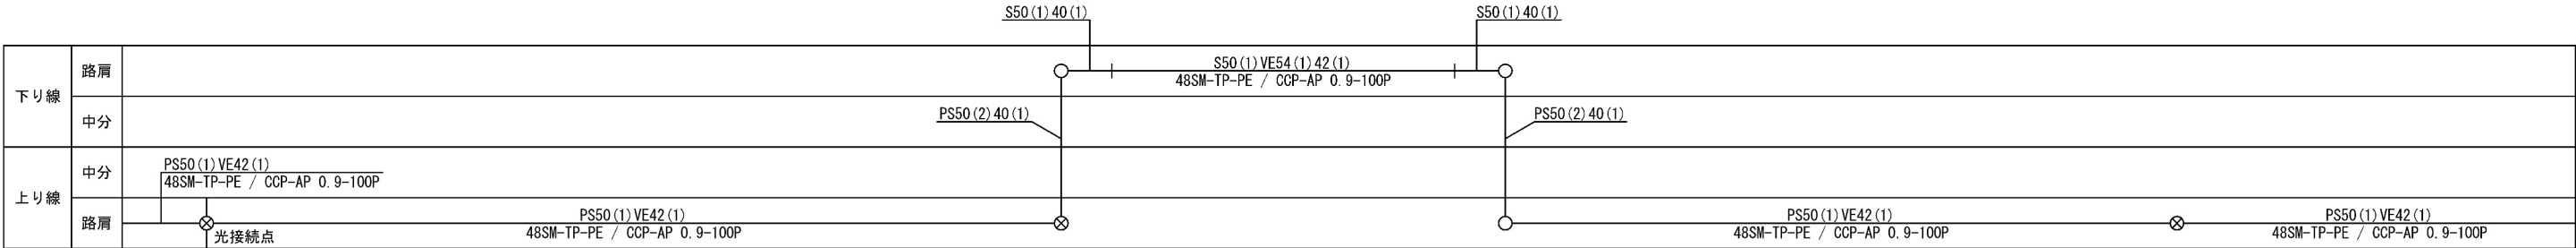 S50(1)40(1)
S50(1)40(1)
下り線
路肩
S50(1)VE54(1)42(1)
48SM-TP-PE / CCP-AP 0.9-100P
中分
PS50(2)40(1)
PS50(2)40(1)
上り線
中分
PS50(1)VE42(1)
48SM-TP-PE / CCP-AP 0.9-100P
路肩
光接続点
PS50(1)VE42(1)
48SM-TP-PE / CCP-AP 0.9-100P
PS50(1)VE42(1)
48SM-TP-PE / CCP-AP 0.9-100P
PS50(1)VE42(1)
48SM-TP-PE / CCP-AP 0.9-100P